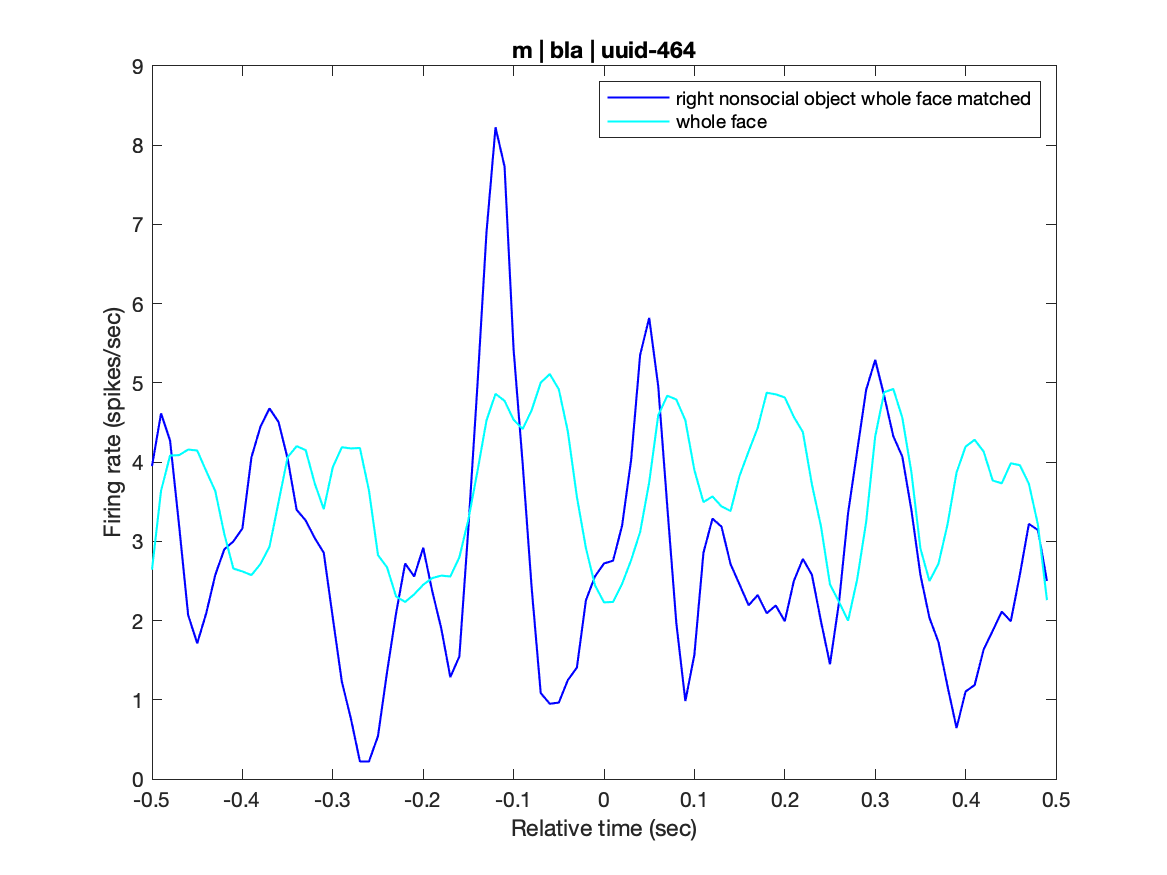 m | bla | uuid-464
right nonsocial object whole face matched
whole face
Firing rate (spikes/sec)
9
8
7
6
5
4
3
2
1
0
-0.5 -0.4 -0.3 -0.2 -0.1 0 0.1 0.2 0.3 0.4 0.5
Relative time (sec)